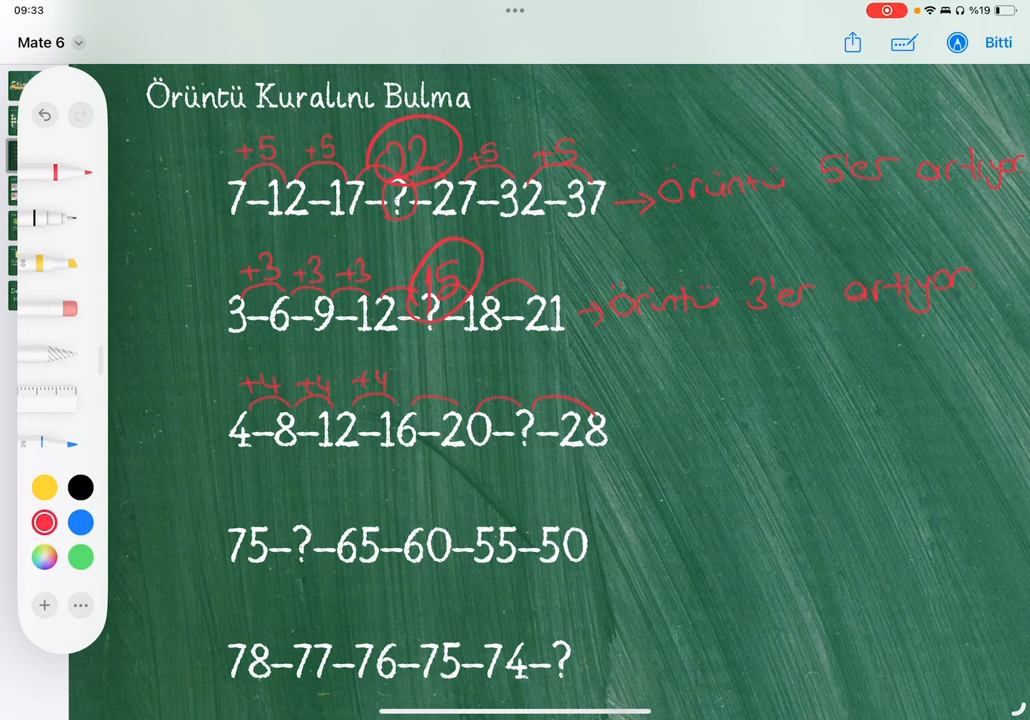 09:33
%19
Mate 6
Bitti
Örüntü Kuralını Bulma
+5 +5 22 +5 +5
7-12-17-?-27-32-37 → Örüntü 5'er artıyor
+3 +3 +3 15
3-6-9-12-?-18-21 → Örüntü 3'er artıyor.
+4 +4 +4
4-8-12-16-20-?-28
75-?-65-60-55-50
78-77-76-75-74-?